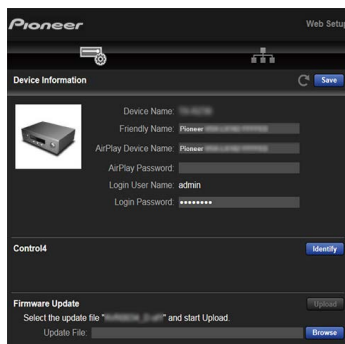 Pioneer
Web Setup
Device Information
Save
Device Name:
Friendly Name: Pioneer
AirPlay Device Name: Pioneer
AirPlay Password:
Login User Name: admin
Login Password: ••••••••
Control4
Identify
Firmware Update
Upload
Select the update file "" and start Upload.
Update File:
Browse